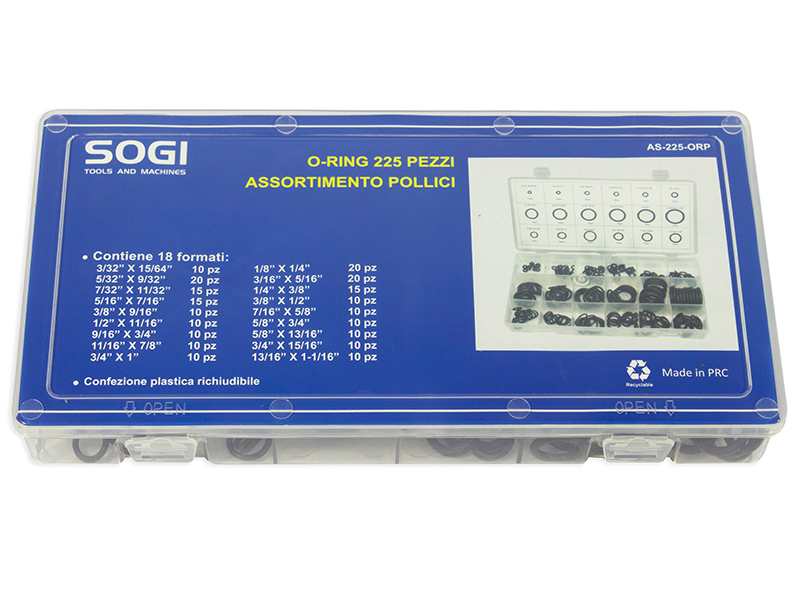 SOGI
TOOLS AND MACHINES
O-RING 225 PEZZI
ASSORTIMENTO POLLICI
AS-225-ORP
• Contiene 18 formati:
3/32” X 15/64” 10 pz
5/32 X 9/32” 20 pz
7/32” X 11/32” 15 pz
5/16” X 7/16” 15 pz
3/8” X 9/16” 10 pz
1/2” X 11/16” 10 pz
9/16” X 3/4” 10 pz
11/16” X 7/8” 10 pz
3/4” X 1” 10 pz
1/8” X 1/4” 20 pz
3/16” X 5/16” 20 pz
1/4” X 3/8” 15 pz
3/8” X 1/2” 10 pz
7/16” X 5/8” 10 pz
5/8” X 3/4” 10 pz
5/8” X 13/16” 10 pz
3/4” X 15/16” 10 pz
13/16” X 1-1/16” 10 pz
• Confezione plastica richiudibile
Recyclable
Made in PRC
OPEN
OPEN